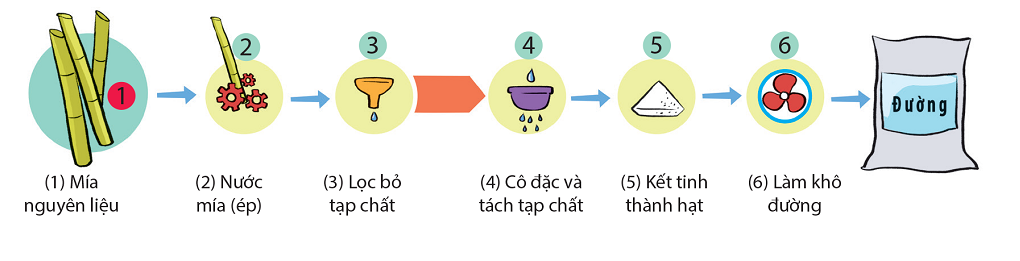 1
2
3
4
5
6
Đường
(1) Mía
nguyên liệu
(2) Nước
mía (ép)
(3) Lọc bỏ
tạp chất
(4) Cô đặc và
tách tạp chất
(5) Kết tinh
thành hạt
(6) Làm khô
đường